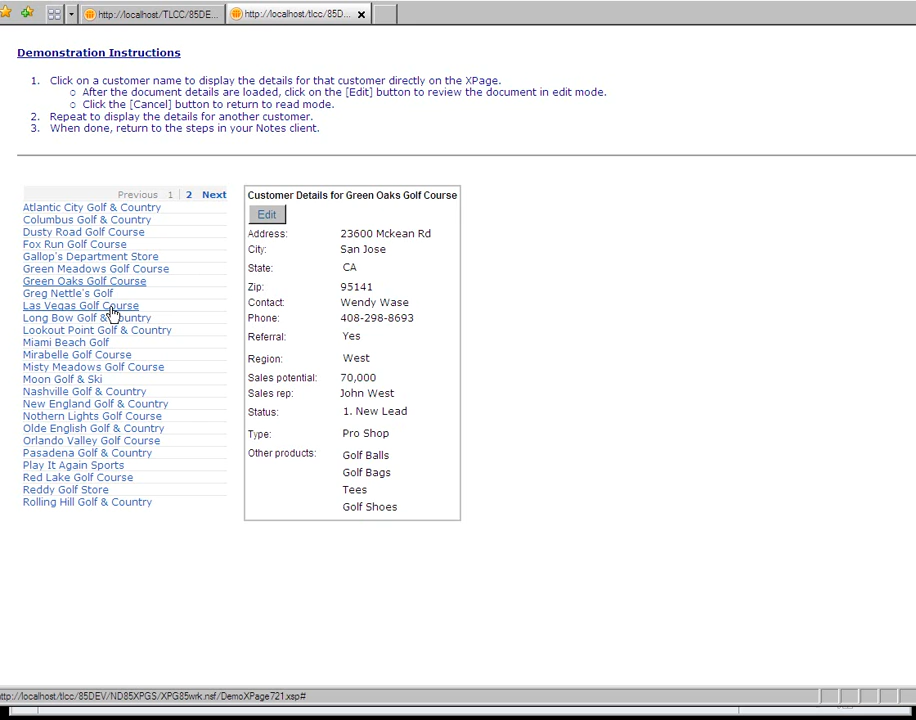 http://localhost/TLCC/85DE...
http://localhost/tlcc/85D...
Demonstration Instructions
1. Click on a customer name to display the details for that customer directly on the XPage.
After the document details are loaded, click on the [Edit] button to review the document in edit mode.
Click the [Cancel] button to return to read mode.
2. Repeat to display the details for another customer.
3. When done, return to the steps in your Notes client.
Previous 1 | 2 Next
Atlantic City Golf & Country
Columbus Golf & Country
Dusty Road Golf Course
Fox Run Golf Course
Gallop's Department Store
Green Meadows Golf Course
Green Oaks Golf Course
Greg Nettle's Golf
Las Vegas Golf Course
Long Bow Golf & Country
Lookout Point Golf & Country
Miami Beach Golf
Mirabelle Golf Course
Misty Meadows Golf Course
Moon Golf & Ski
Nashville Golf & Country
New England Golf & Country
Nothern Lights Golf Course
Olde English Golf & Country
Orlando Valley Golf Course
Pasadena Golf & Country
Play It Again Sports
Red Lake Golf Course
Reddy Golf Store
Rolling Hill Golf & Country
Customer Details for Green Oaks Golf Course
Edit
Address: 23600 Mckean Rd
City: San Jose
State: CA
Zip: 95141
Contact: Wendy Wase
Phone: 408-298-8693
Referral: Yes
Region: West
Sales potential: 70,000
Sales rep: John West
Status: 1. New Lead
Type: Pro Shop
Other products: Golf Balls
Golf Bags
Tees
Golf Shoes
http://localhost/tlcc/85DEV/ND85XPGS/XPG85wrk.nsf/DemoXPage721.xsp#